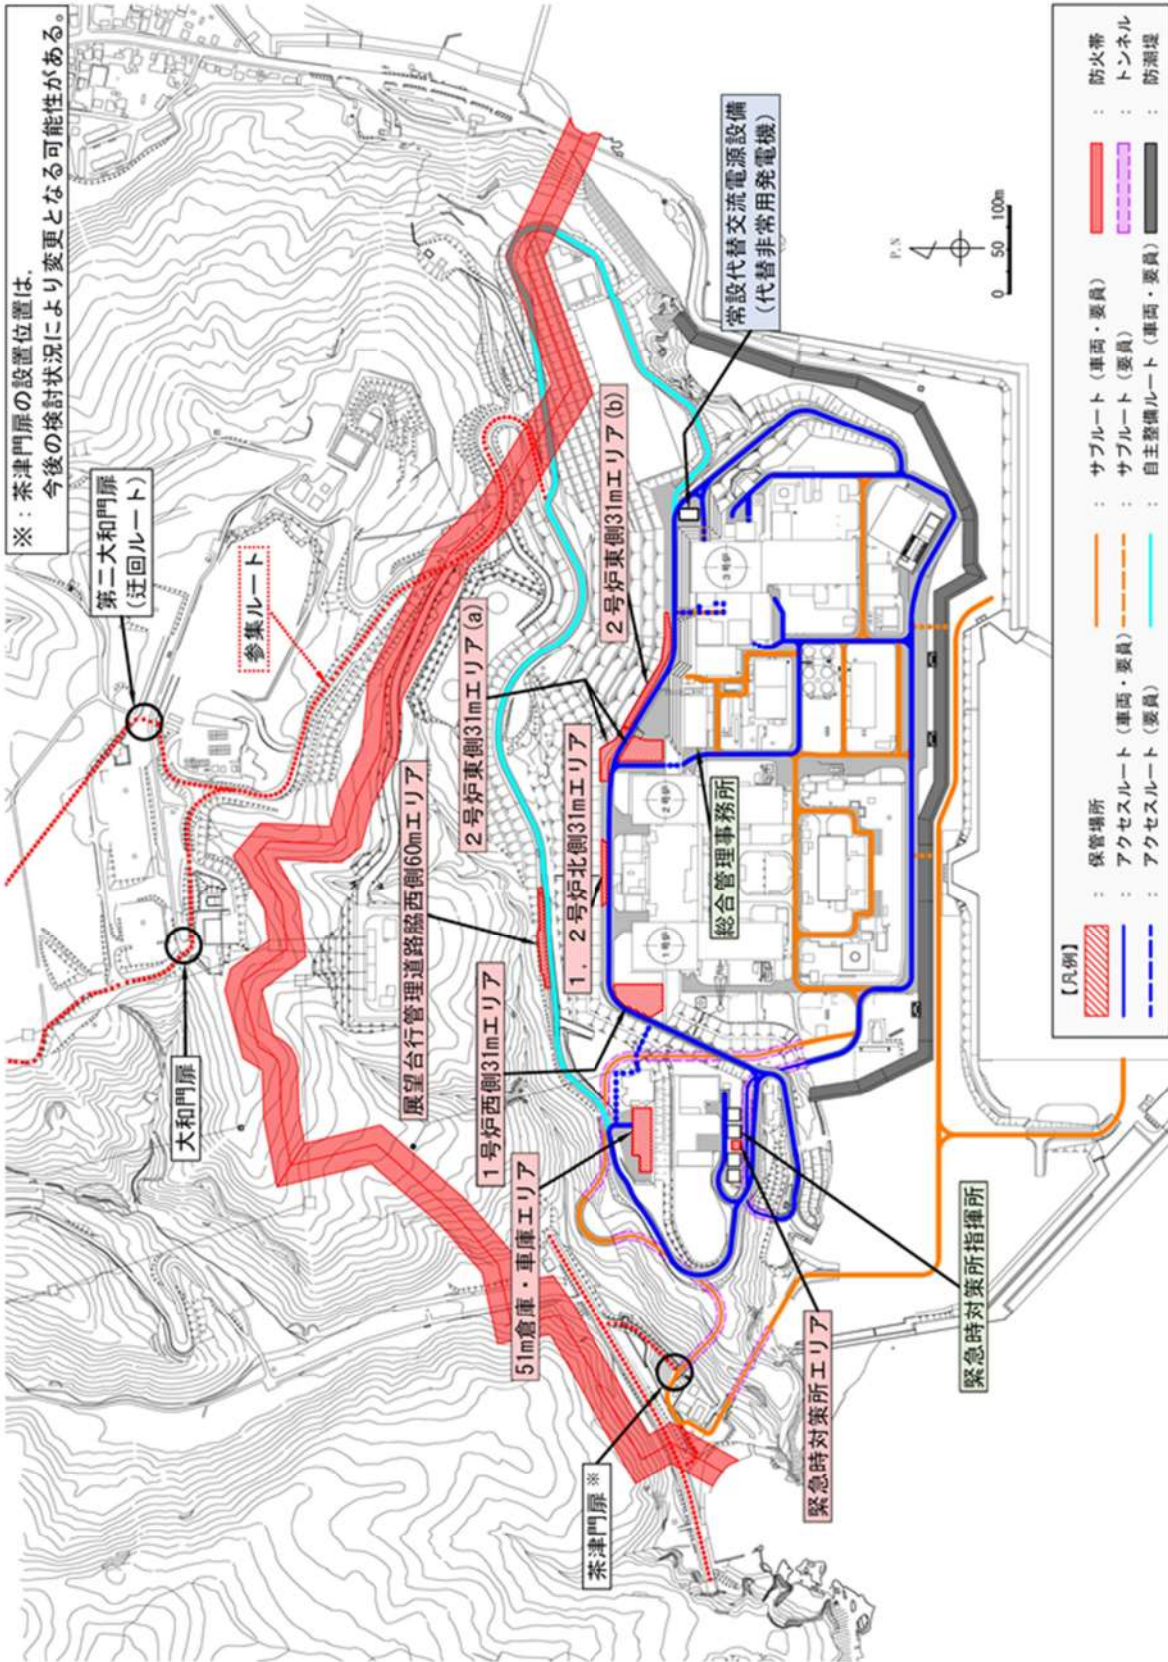 ※：茶津門扉の設置位置は，
今後の検討状況により変更となる可能性がある。
第二大和門扉
（迂回ルート）
参集ルート
大和門扉
展望台行管理道路脇西側60mエリア
2号炉東側31mエリア(a)
2号炉東側31mエリア(b)
常設代替交流電源設備
（代替非常用発電機）
1，2号炉北側31mエリア
1号炉西側31mエリア
51m倉庫・車庫エリア
総合管理事務所
1号炉
2号炉
3号炉
茶津門扉※
緊急時対策所エリア
緊急時対策所指揮所
P.N
0 50 100m
【凡例】
：保管場所
：アクセスルート（車両・要員）
：アクセスルート（要員）
：サブルート（車両・要員）
：サブルート（要員）
：自主整備ルート（車両・要員）
：防火帯
：トンネル
：防潮堤